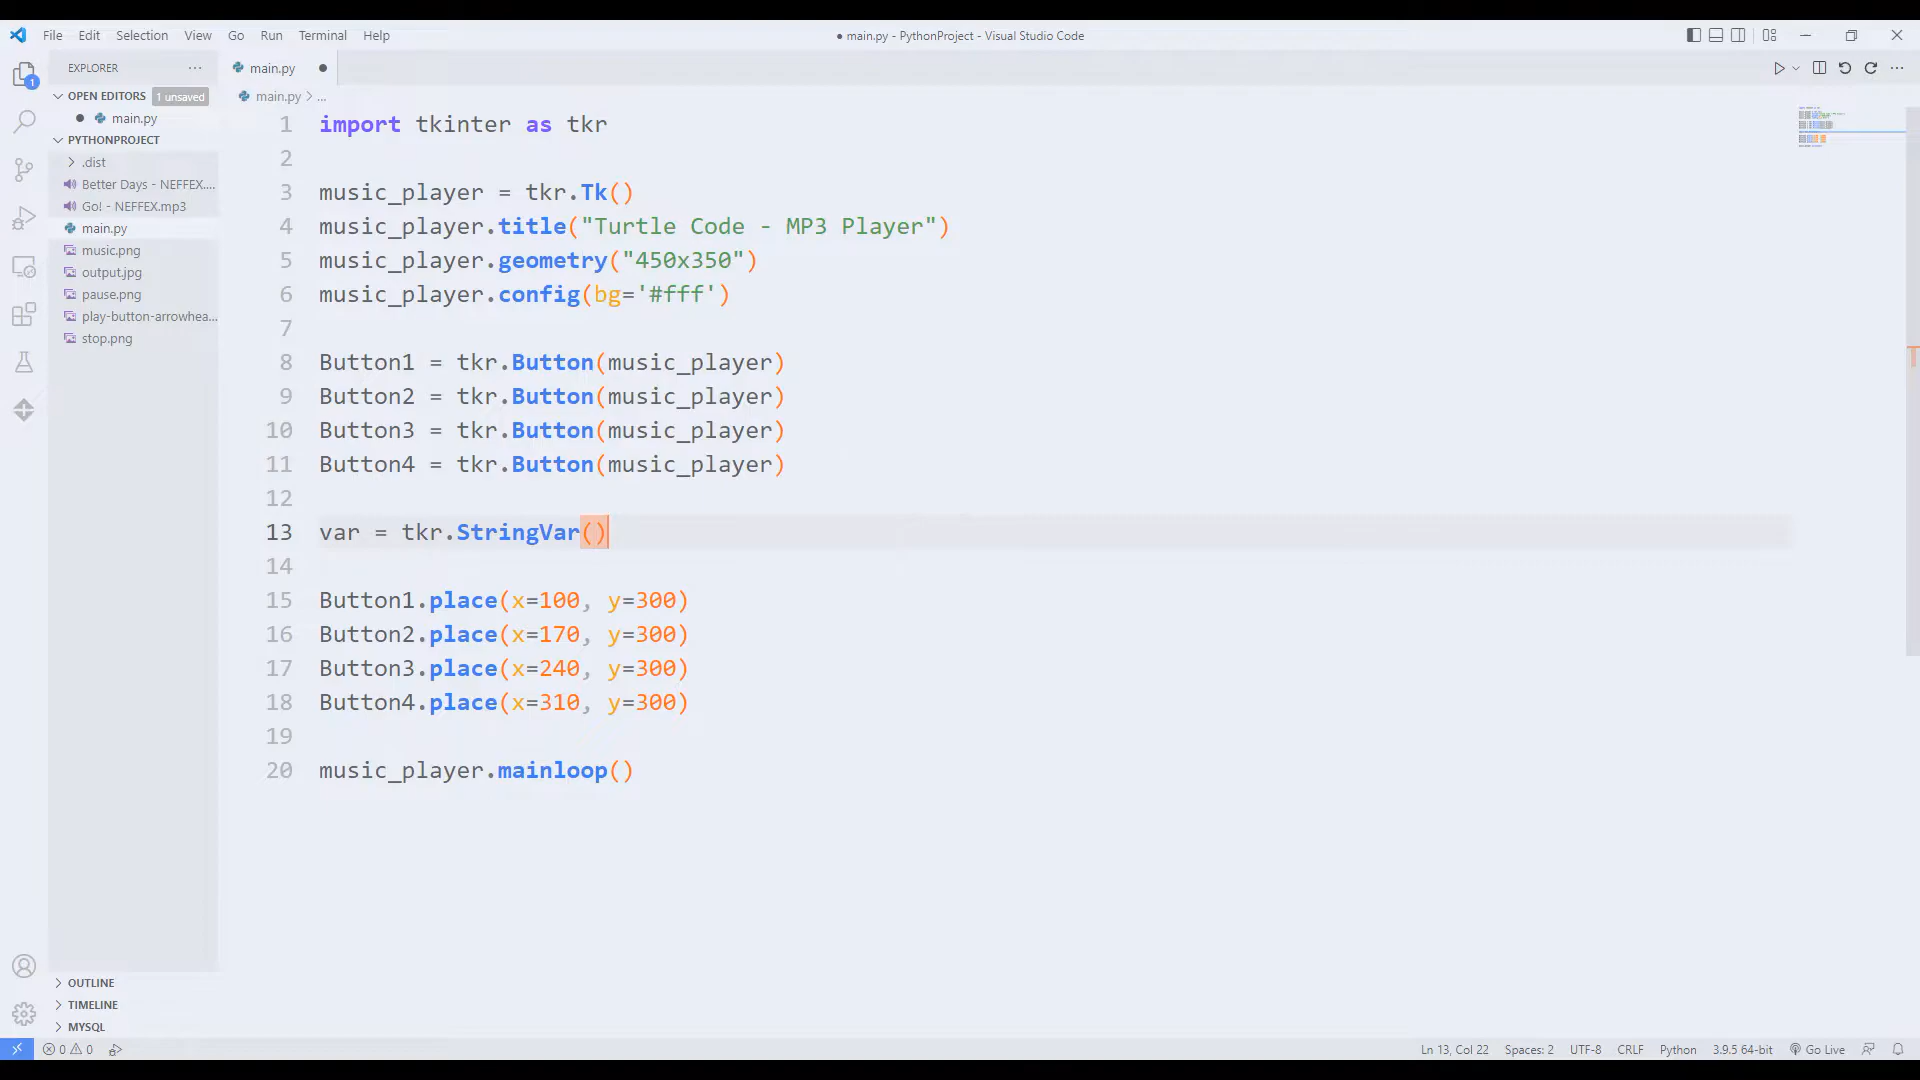 File Edit Selection View Go Run Terminal Help
● main.py - PythonProject - Visual Studio Code
EXPLORER
OPEN EDITORS 1 unsaved
main.py
PYTHONPROJECT
.dist
Better Days - NEFFEX....
Go! - NEFFEX.mp3
main.py
music.png
output.jpg
pause.png
play-button-arrowhea...
stop.png
OUTLINE
TIMELINE
MYSQL
main.py
main.py > ...
1 import tkinter as tkr
2
3 music_player = tkr.Tk()
4 music_player.title("Turtle Code - MP3 Player")
5 music_player.geometry("450x350")
6 music_player.config(bg='#fff')
7
8 Button1 = tkr.Button(music_player)
9 Button2 = tkr.Button(music_player)
10 Button3 = tkr.Button(music_player)
11 Button4 = tkr.Button(music_player)
12
13 var = tkr.StringVar()
14
15 Button1.place(x=100, y=300)
16 Button2.place(x=170, y=300)
17 Button3.place(x=240, y=300)
18 Button4.place(x=310, y=300)
19
20 music_player.mainloop()
1
0 0
Ln 13, Col 22 Spaces: 2 UTF-8 CRLF Python 3.9.5 64-bit Go Live